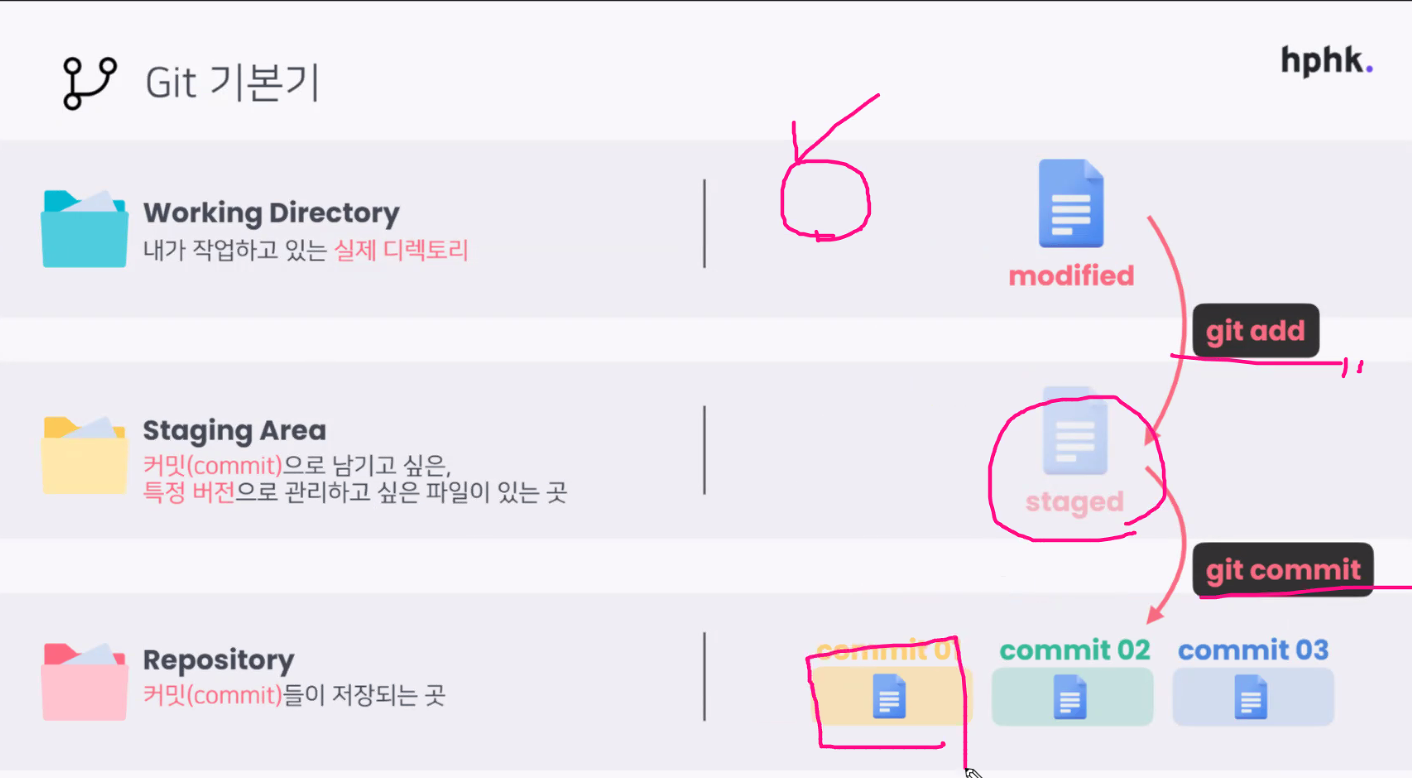 Git 기본기
hphk.
Working Directory
내가 작업하고 있는 실제 디렉토리
modified
git add
Staging Area
커밋(commit)으로 남기고 싶은,
특정 버전으로 관리하고 싶은 파일이 있는 곳
staged
git commit
Repository
커밋(commit)들이 저장되는 곳
commit 01
commit 02
commit 03